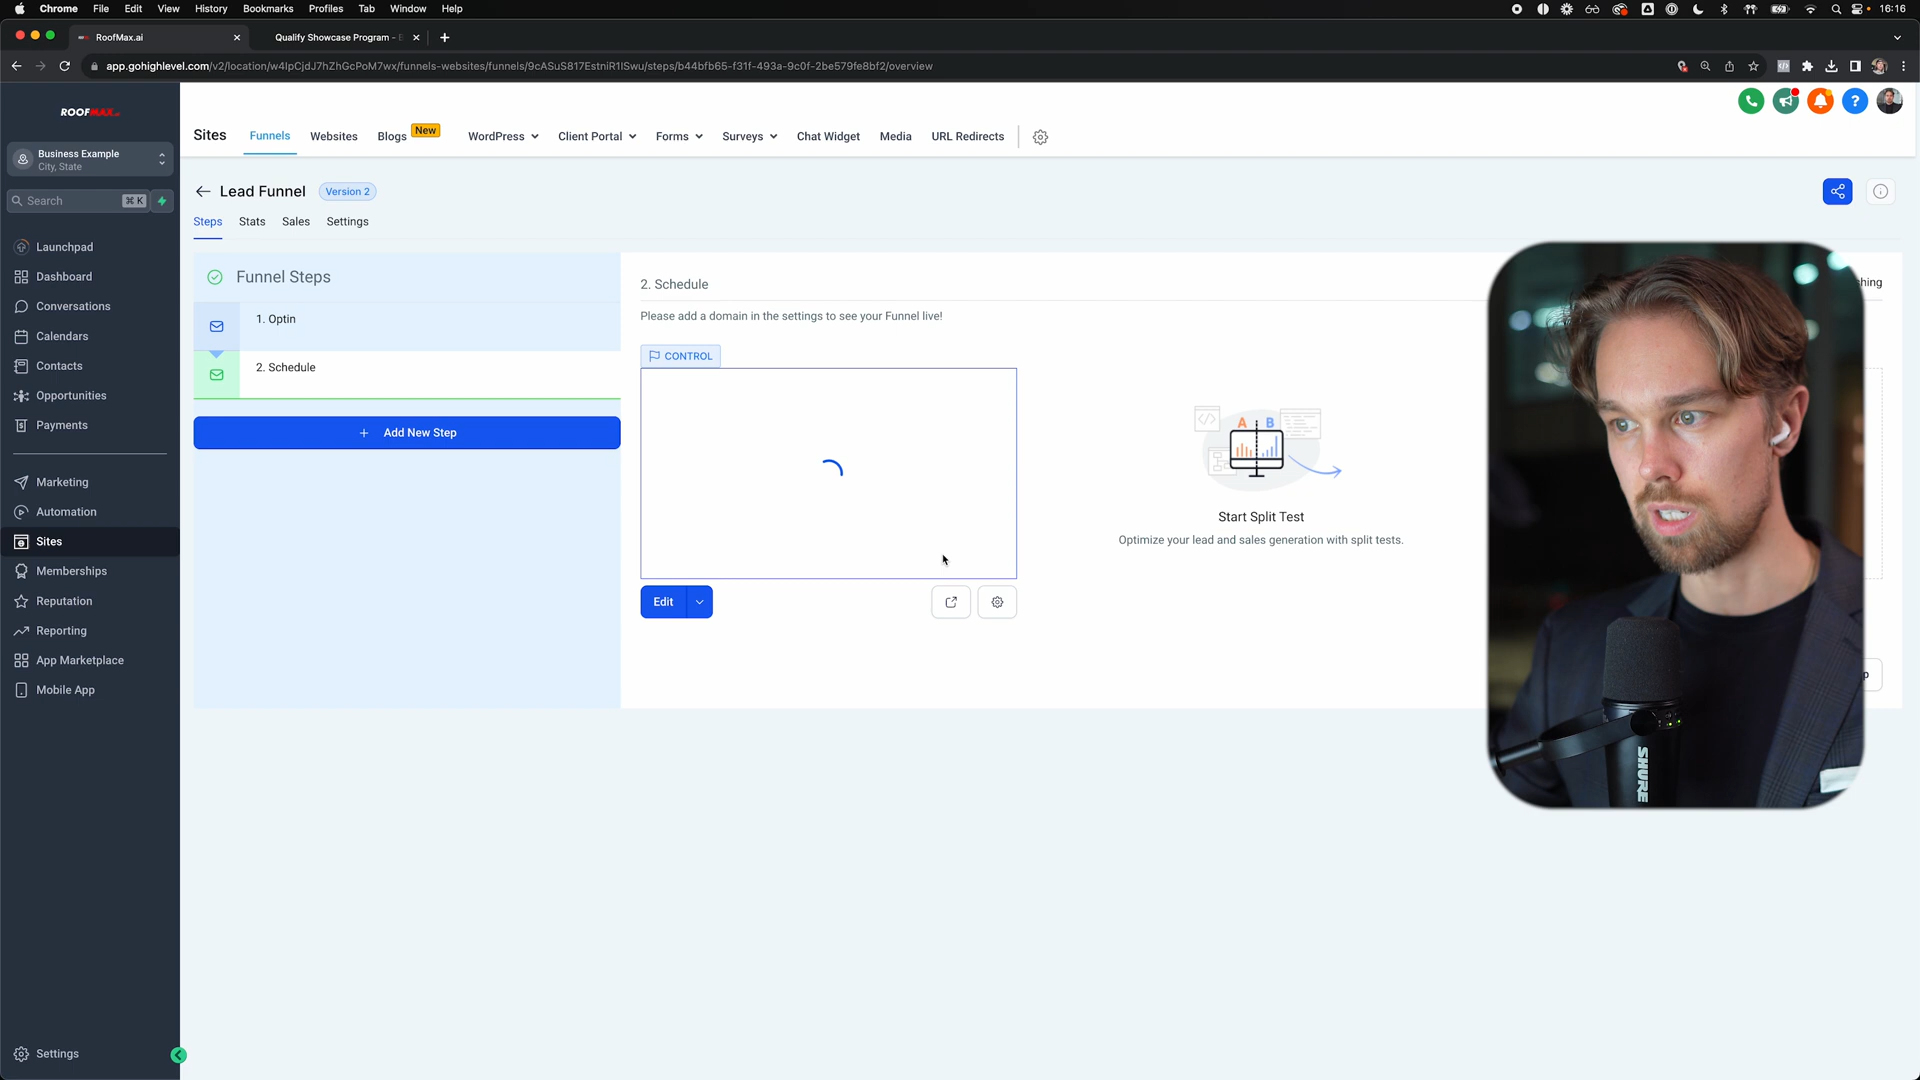 Chrome File Edit View History Bookmarks Profiles Tab Window Help 16:16
RoofMax.ai
Qualify Showcase Program -
app.gohighlevel.com/v2/location/w4lpCjdJ7hZhGcPoM7wx/funnels-websites/funnels/9cASuS817EstniR1lSwu/steps/b44bfb65-f31f-493a-9c0f-2be579fe8bf2/overview
ROOFMAX
Business Example
City, State
Search ⌘ K
Launchpad
Dashboard
Conversations
Calendars
Contacts
Opportunities
Payments
Marketing
Automation
Sites
Memberships
Reputation
Reporting
App Marketplace
Mobile App
Settings
Sites Funnels Websites Blogs New WordPress Client Portal Forms Surveys Chat Widget Media URL Redirects
Lead Funnel Version 2
Steps Stats Sales Settings
Funnel Steps
1. Optin
2. Schedule
+ Add New Step
2. Schedule
hing
Please add a domain in the settings to see your Funnel live!
CONTROL
Edit
A B
Start Split Test
Optimize your lead and sales generation with split tests.
p
SHURE